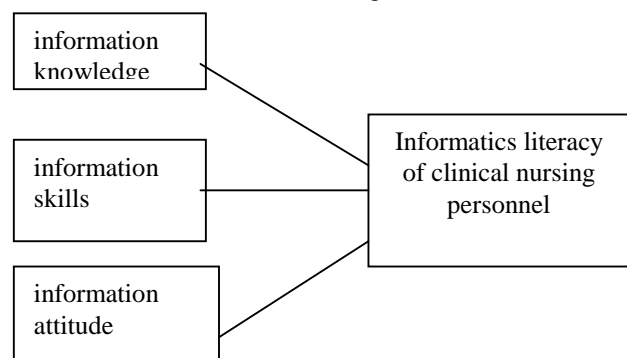 information
knowledge
Informatics literacy
of clinical nursing
personnel
information
skills
information
attitude